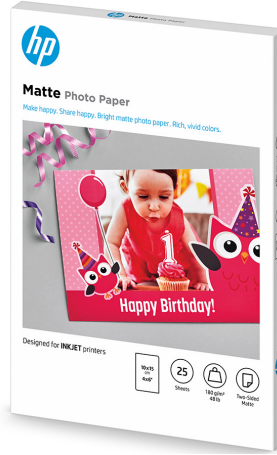 hp
Matte Photo Paper
Make happy. Share happy. Bright matte photo paper. Rich, vivid colors.
1
Happy Birthday!
Designed for INKJET printers
10x15
cm
4x6"
25
Sheets
180 g/m²
48 lb
Two-Sided
Matte